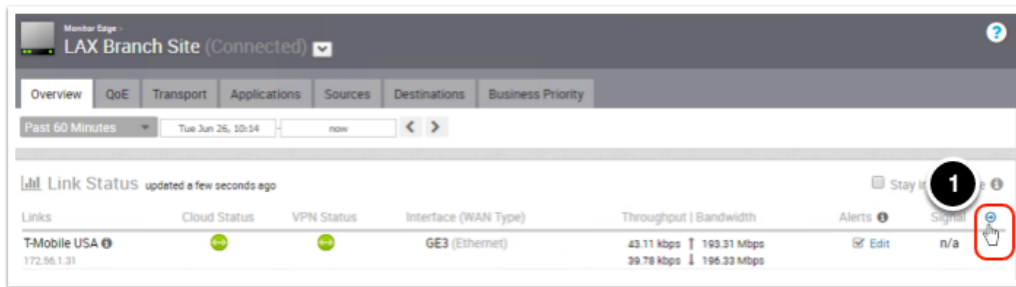 Monitor Edge >
LAX Branch Site (Connected)
?
Overview QoE Transport Applications Sources Destinations Business Priority
Past 60 Minutes Tue Jun 26, 10:14 - now < >
Link Status updated a few seconds ago
Stay i
1
e
Links Cloud Status VPN Status Interface (WAN Type) Throughput | Bandwidth Alerts Signal
T-Mobile USA GE3 (Ethernet) 43.11 kbps ↑ 193.31 Mbps Edit n/a
172.56.1.31 39.78 kbps ↓ 196.33 Mbps